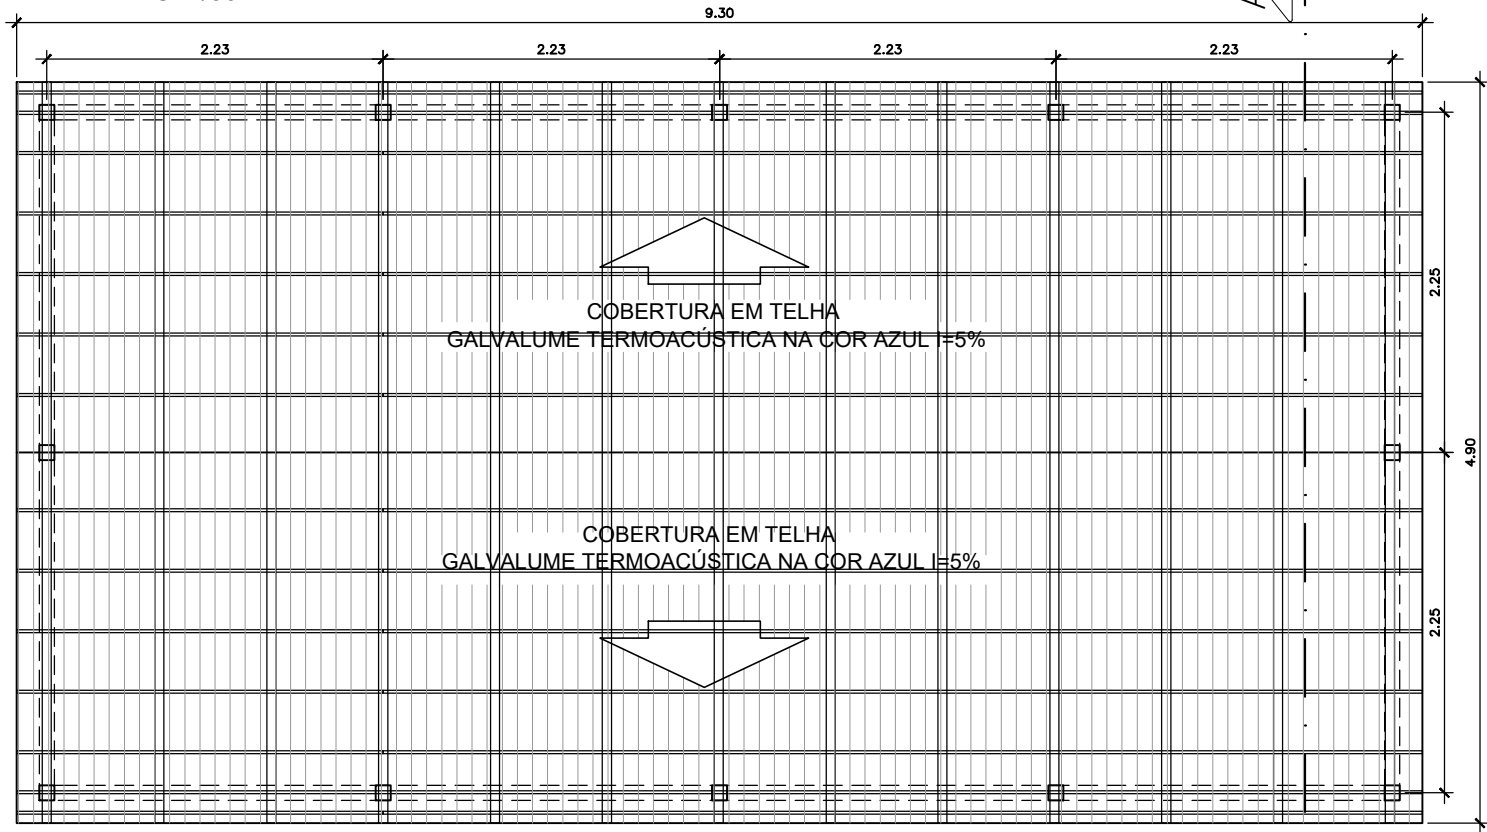 9.30
2.23 2.23 2.23 2.23
COBERTURA EM TELHA
GALVALUME TERMOACÚSTICA NA COR AZUL I=5%
2.25
4.90
COBERTURA EM TELHA
GALVALUME TERMOACÚSTICA NA COR AZUL I=5%
2.25